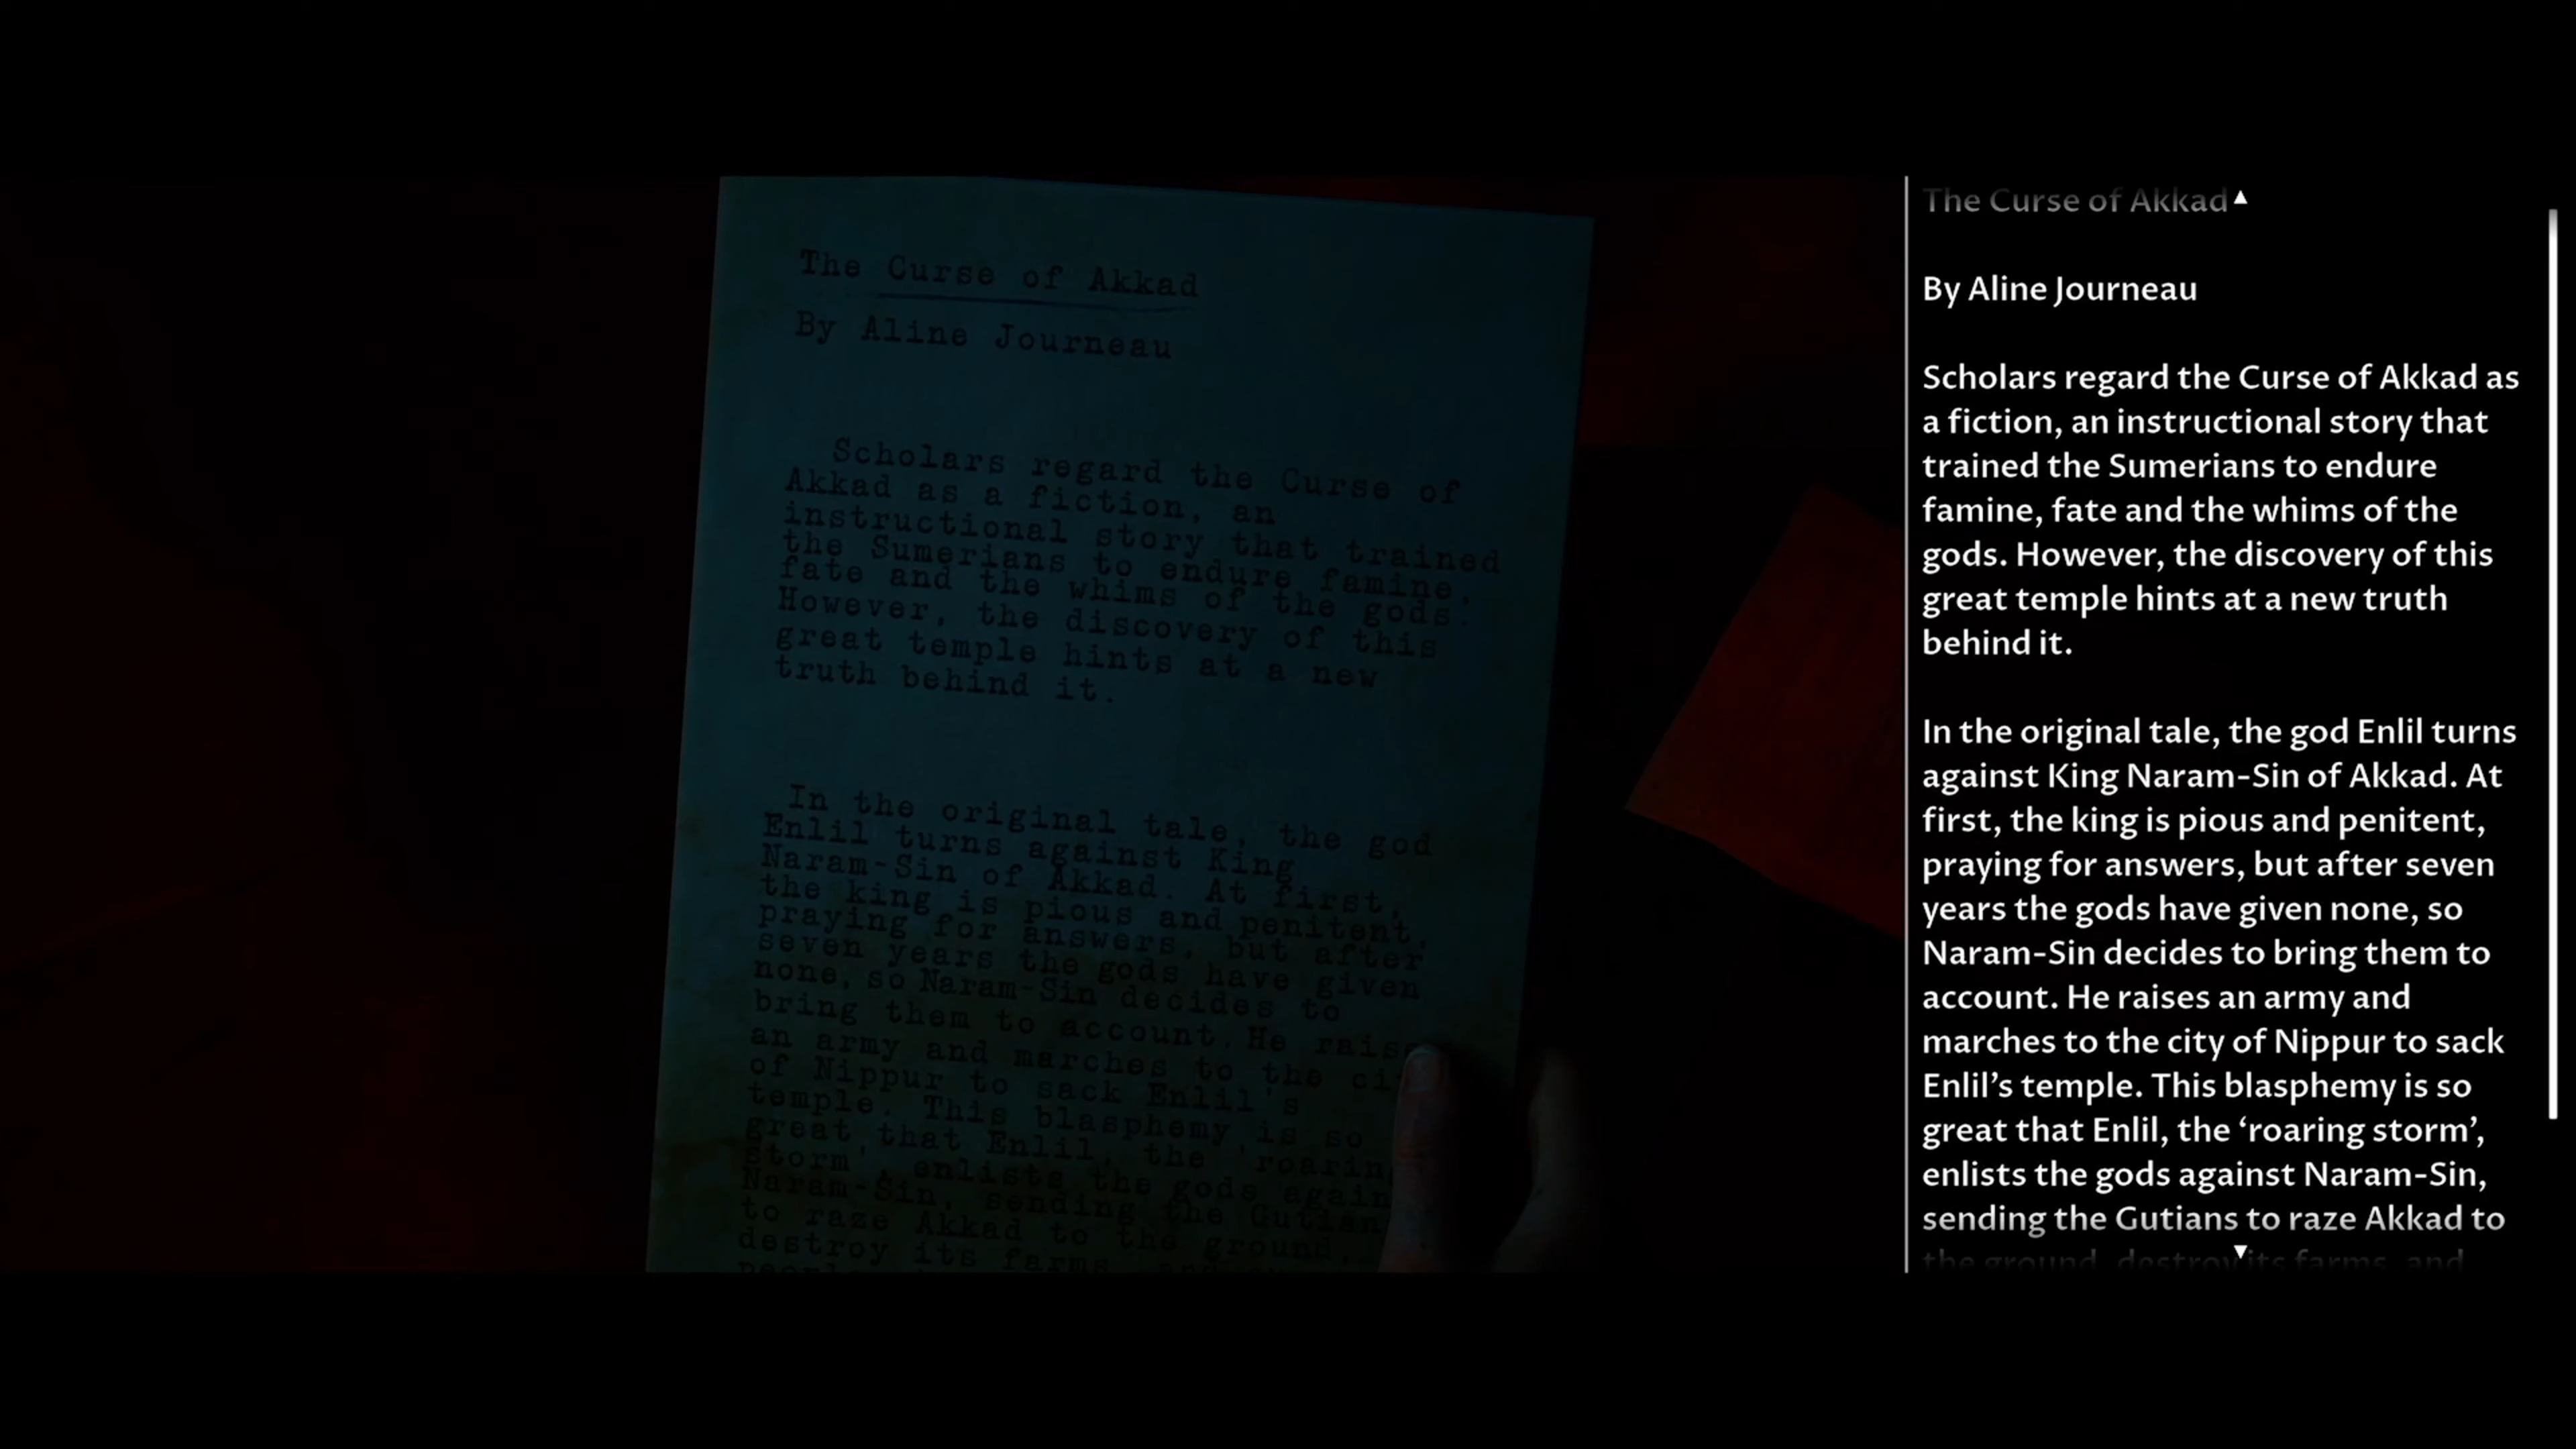 The Curse of Akkad
By Aline Journeau
Scholars regard the Curse of
Akkad as a fiction, an
instructional story that trained
the Sumerians to endure famine,
fate and the whims of the gods.
However, the discovery of this
great temple hints at a new
truth behind it.
In the original tale, the god
Enlil turns against King
Naram-Sin of Akkad. At first,
the king is pious and penitent,
praying for answers, but after
seven years the gods have given
none, so Naram-Sin decides to
bring them to account. He raise
an army and marches to the ci
of Nippur to sack Enlil's
temple. This blasphemy is so
great that Enlil, the 'roarin
storm', enlists the gods again
Naram-Sin, sending the Gutian
to raze Akkad to the ground,
destroy its farms, and
The Curse of Akkad
By Aline Journeau
Scholars regard the Curse of Akkad as
a fiction, an instructional story that
trained the Sumerians to endure
famine, fate and the whims of the
gods. However, the discovery of this
great temple hints at a new truth
behind it.
In the original tale, the god Enlil turns
against King Naram-Sin of Akkad. At
first, the king is pious and penitent,
praying for answers, but after seven
years the gods have given none, so
Naram-Sin decides to bring them to
account. He raises an army and
marches to the city of Nippur to sack
Enlil’s temple. This blasphemy is so
great that Enlil, the ‘roaring storm’,
enlists the gods against Naram-Sin,
sending the Gutians to raze Akkad to
the ground, destroy its farms, and